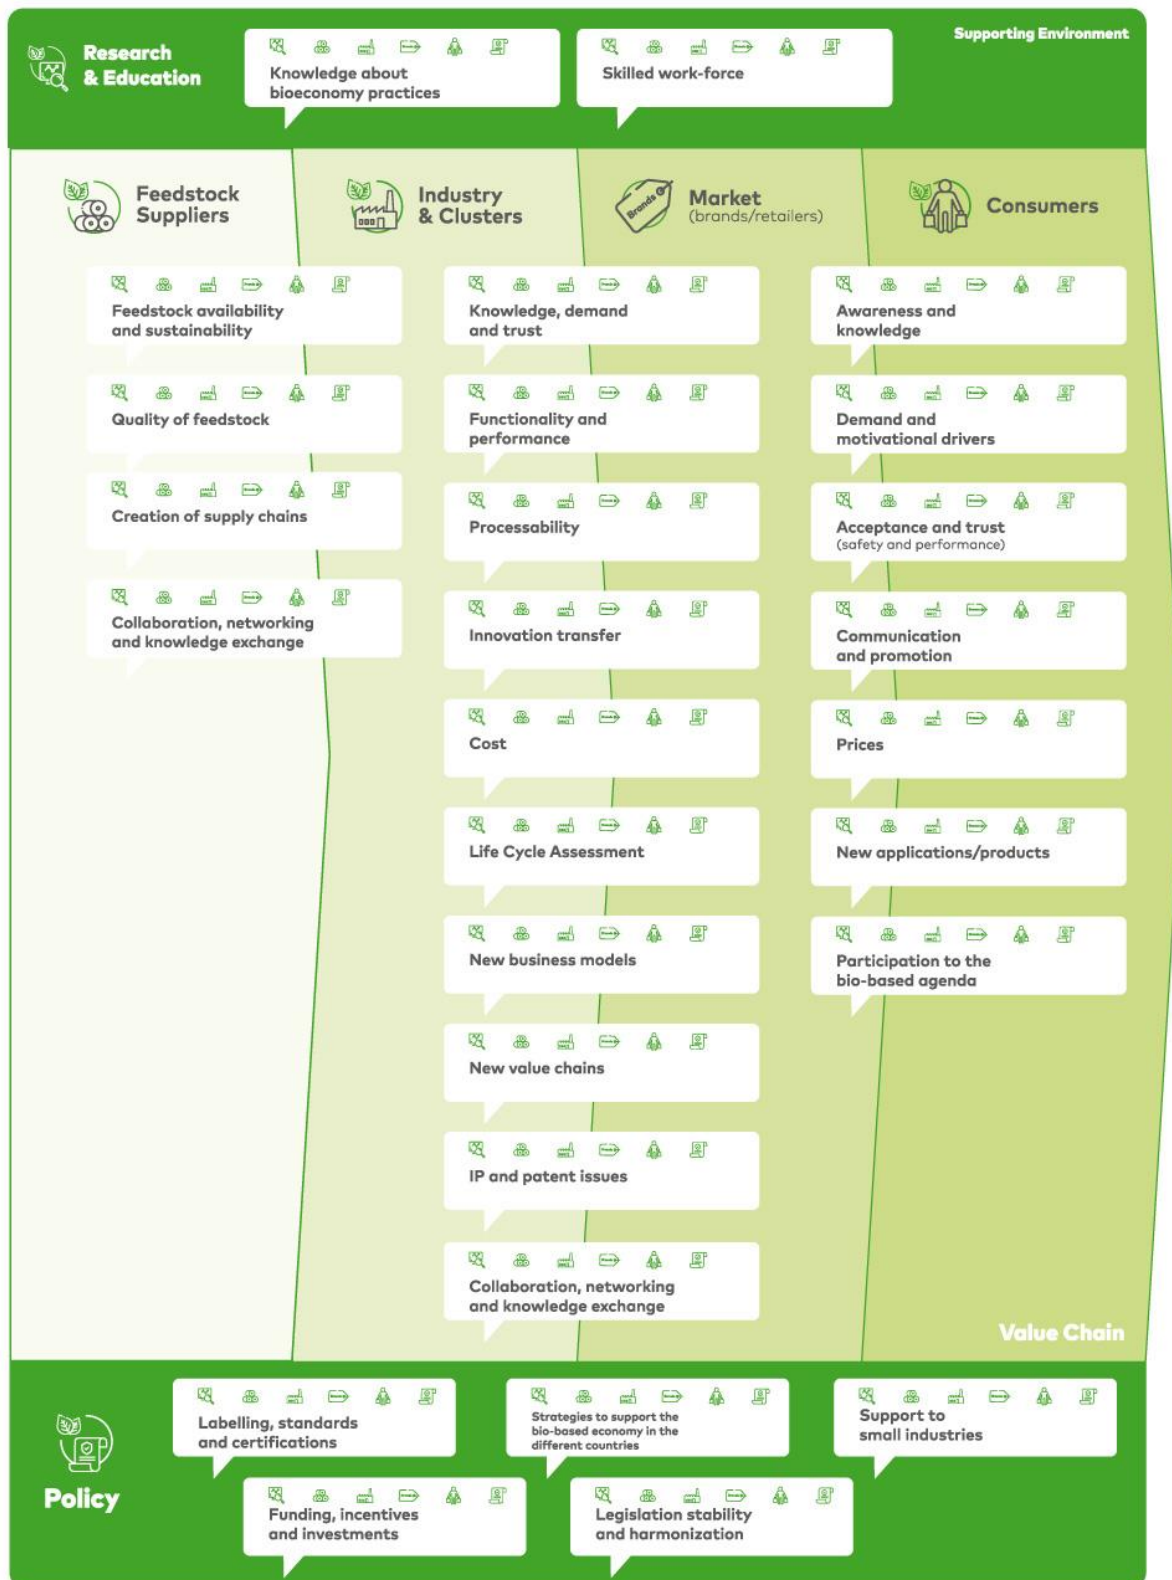 Supporting Environment
Research
& Education
Knowledge about
bioeconomy practices
Skilled work-force
Feedstock
Suppliers
Industry
& Clusters
Brands
Market
(brands/retailers)
Consumers
Feedstock availability
and sustainability
Quality of feedstock
Creation of supply chains
Collaboration, networking
and knowledge exchange
Knowledge, demand
and trust
Functionality and
performance
Processability
Innovation transfer
Cost
Life Cycle Assessment
New business models
New value chains
IP and patent issues
Collaboration, networking
and knowledge exchange
Awareness and
knowledge
Demand and
motivational drivers
Acceptance and trust
(safety and performance)
Communication
and promotion
Prices
New applications/products
Participation to the
bio-based agenda
Value Chain
Policy
Labelling, standards
and certifications
Strategies to support the
bio-based economy in the
different countries
Support to
small industries
Funding, incentives
and investments
Legislation stability
and harmonization